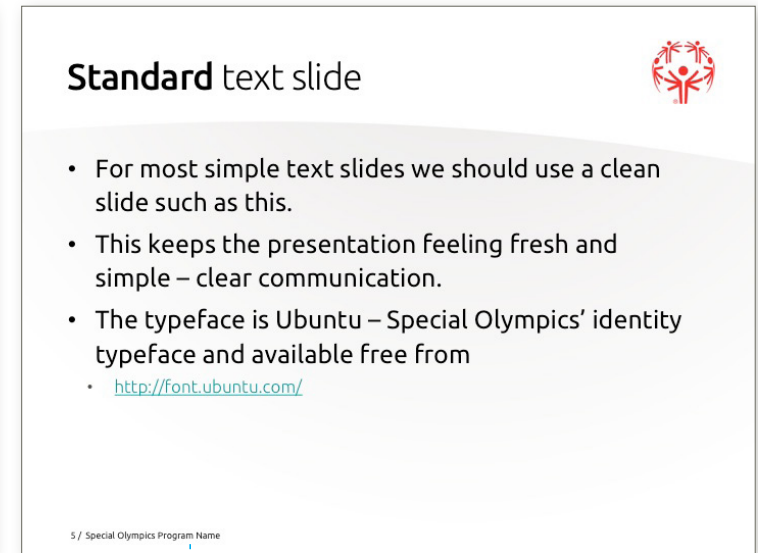 Standard text slide
• For most simple text slides we should use a clean
slide such as this.
• This keeps the presentation feeling fresh and
simple – clear communication.
• The typeface is Ubuntu – Special Olympics’ identity
typeface and available free from
• http://font.ubuntu.com/
5 / Special Olympics Program Name